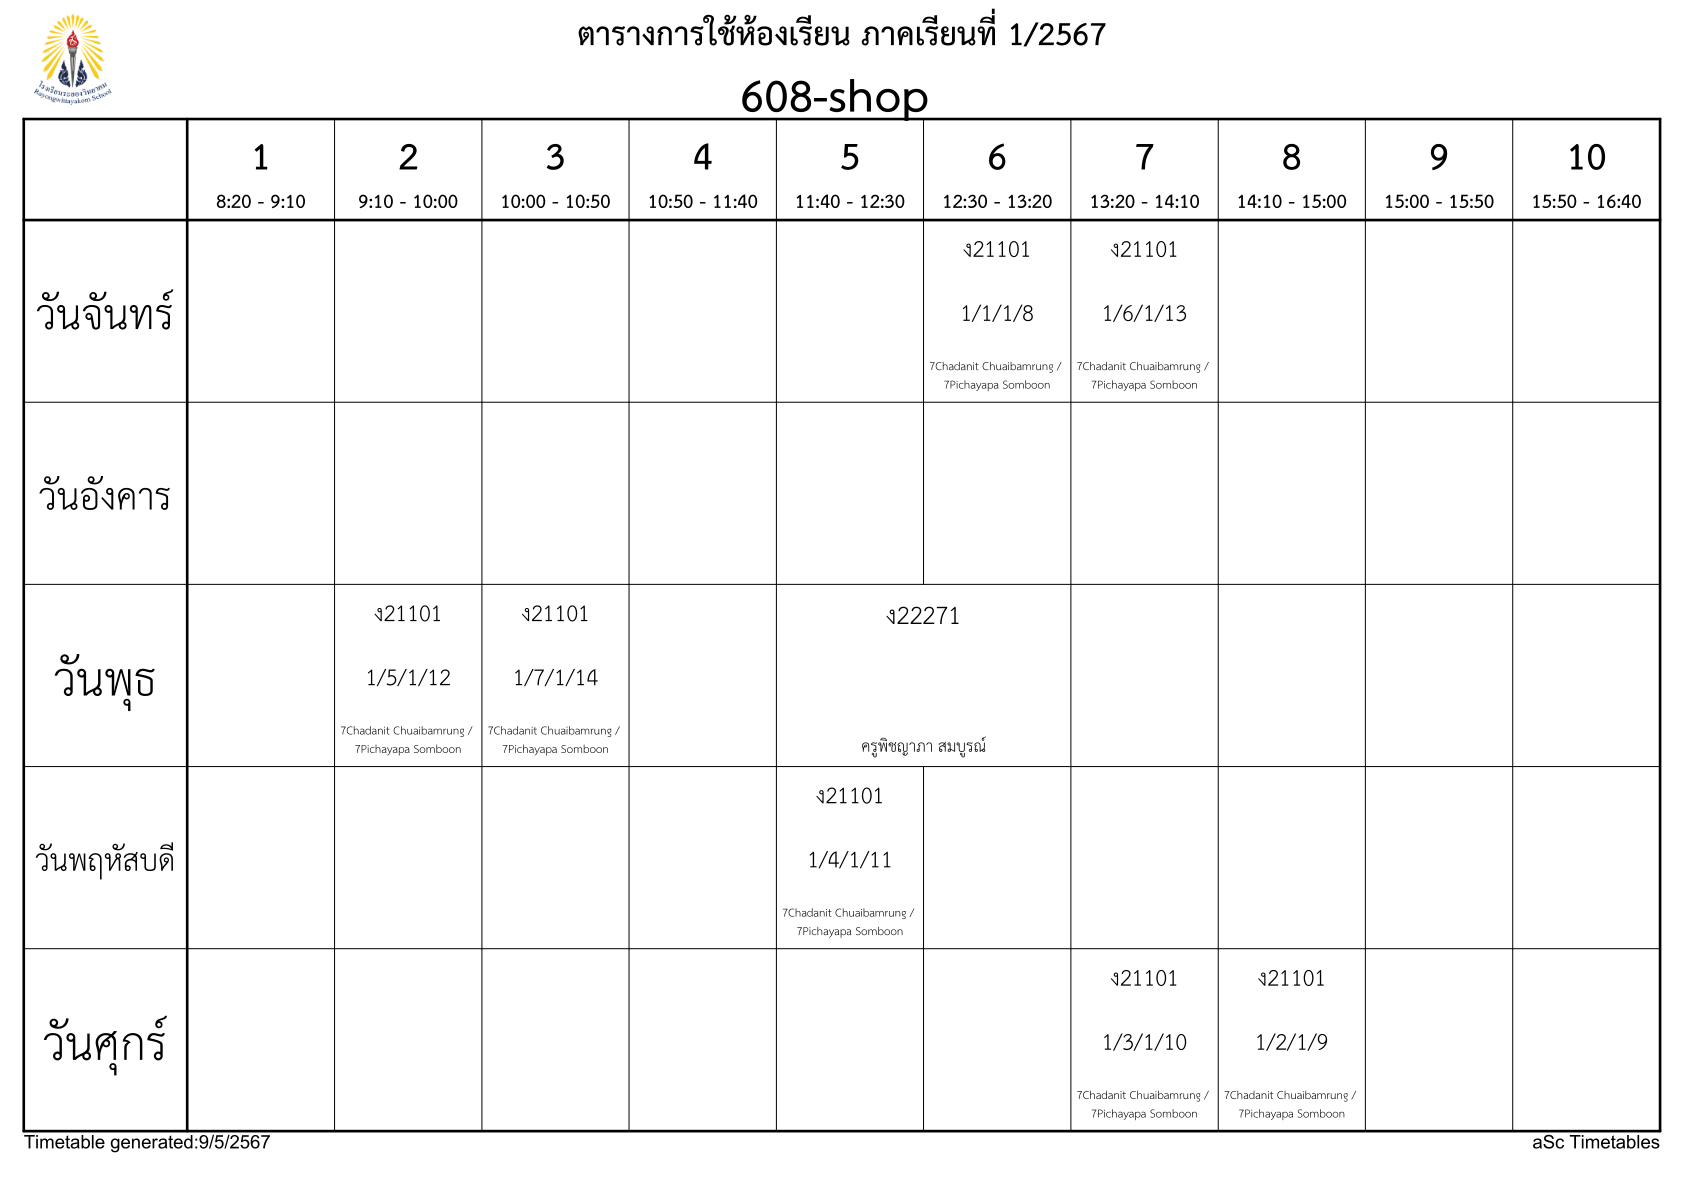 ตารางการใช้ห้องเรียน ภาคเรียนที่ 1/2567
โรงเรียนระยองวิทยาคม
Rayongwittayakom School
608-shop
1 2 3 4 5 6 7 8 9 10
8:20 - 9:10 9:10 - 10:00 10:00 - 10:50 10:50 - 11:40 11:40 - 12:30 12:30 - 13:20 13:20 - 14:10 14:10 - 15:00 15:00 - 15:50 15:50 - 16:40
วันจันทร์
ง21101 ง21101
1/1/1/8 1/6/1/13
7Chadanit Chuaibamrung / 7Chadanit Chuaibamrung /
7Pichayapa Somboon 7Pichayapa Somboon
วันอังคาร
วันพุธ
ง21101 ง21101 ง22271
1/5/1/12 1/7/1/14
7Chadanit Chuaibamrung / 7Chadanit Chuaibamrung /
7Pichayapa Somboon 7Pichayapa Somboon ครูพิชญาภา สมบูรณ์
วันพฤหัสบดี
ง21101
1/4/1/11
7Chadanit Chuaibamrung /
7Pichayapa Somboon
วันศุกร์
ง21101 ง21101
1/3/1/10 1/2/1/9
7Chadanit Chuaibamrung / 7Chadanit Chuaibamrung /
7Pichayapa Somboon 7Pichayapa Somboon
Timetable generated:9/5/2567 aSc Timetables